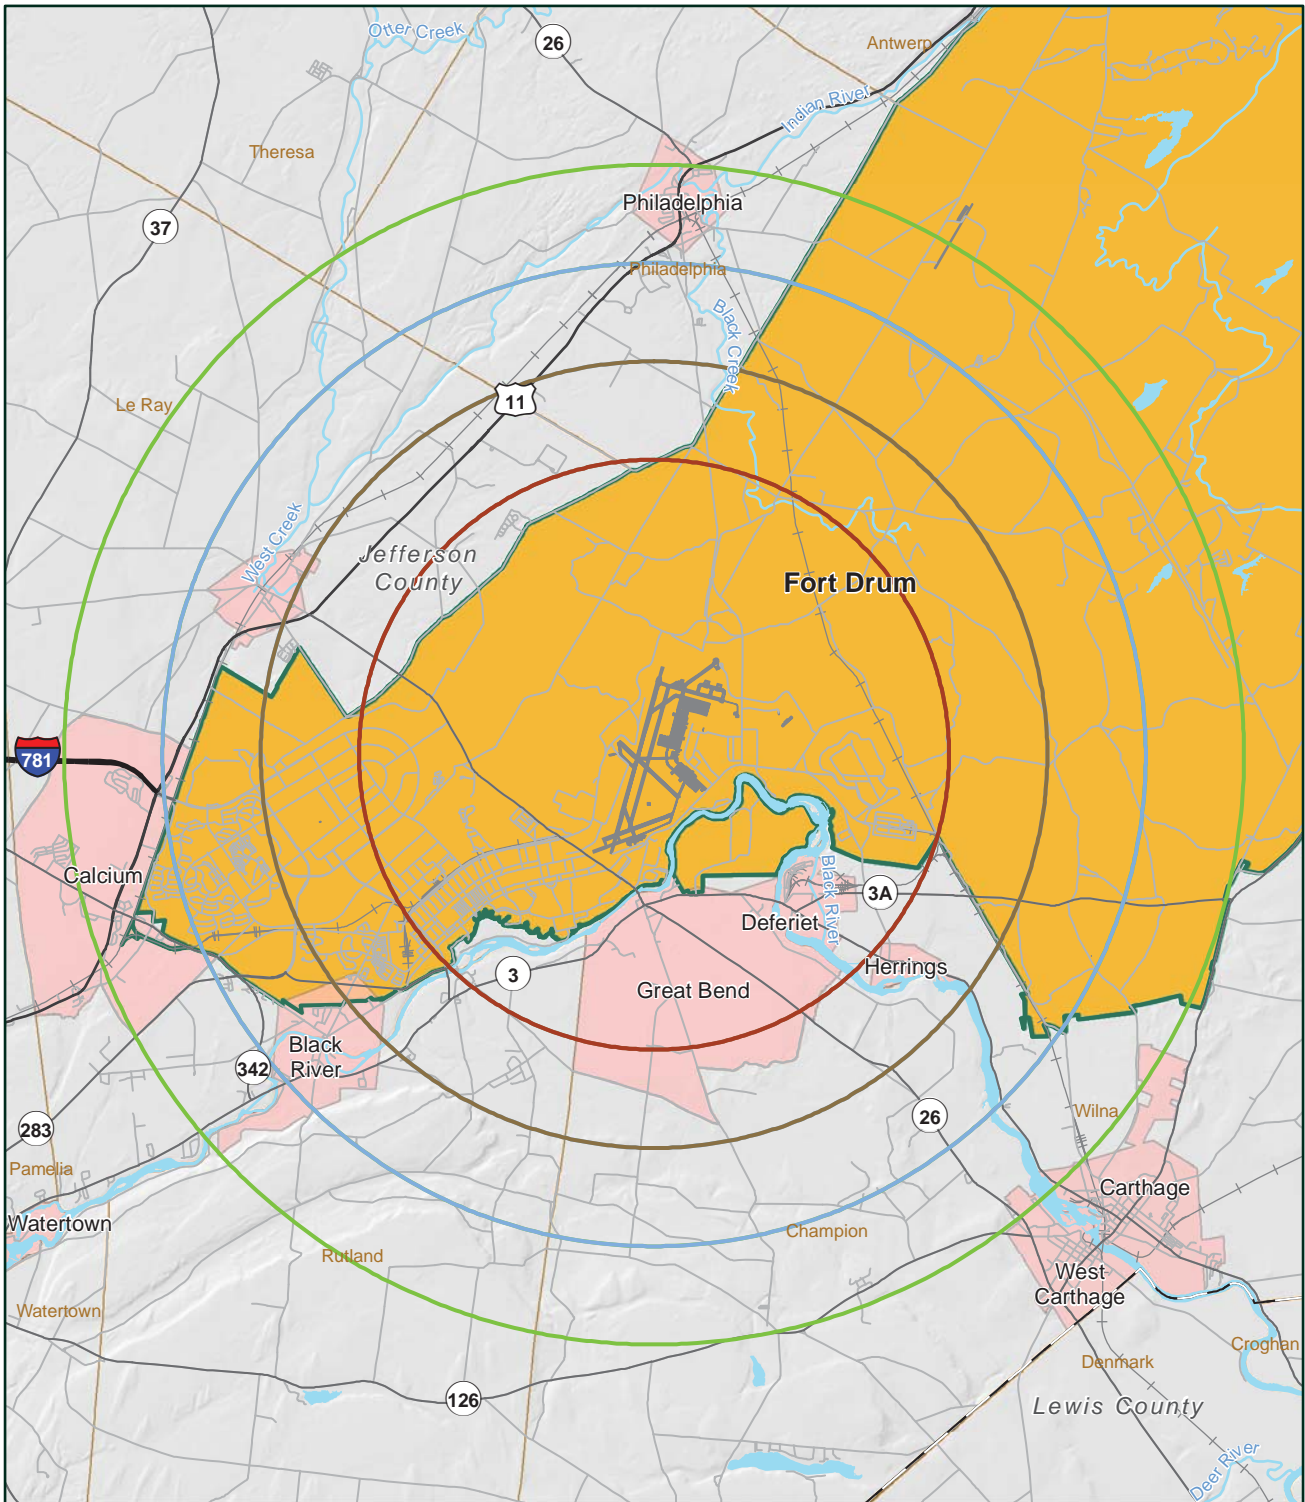 Otter Creek
26
Antwerp
Indian River
Theresa
Philadelphia
37
Philadelphia
Black Creek
11
Le Ray
West Creek
Jefferson
County
Fort Drum
781
Calcium
Black River
3A
Deferiet
Herrings
3
Great Bend
Black
River
342
26
Wilna
283
Pamelia
Carthage
Watertown
Champion
Rutland
West
Carthage
Watertown
Croghan
Denmark
126
Lewis County
Deer River